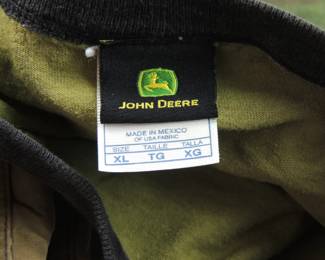 JOHN DEERE
MADE IN MEXICO
OF USA FABRIC
SIZE TAILLE TALLA
XL TG XG